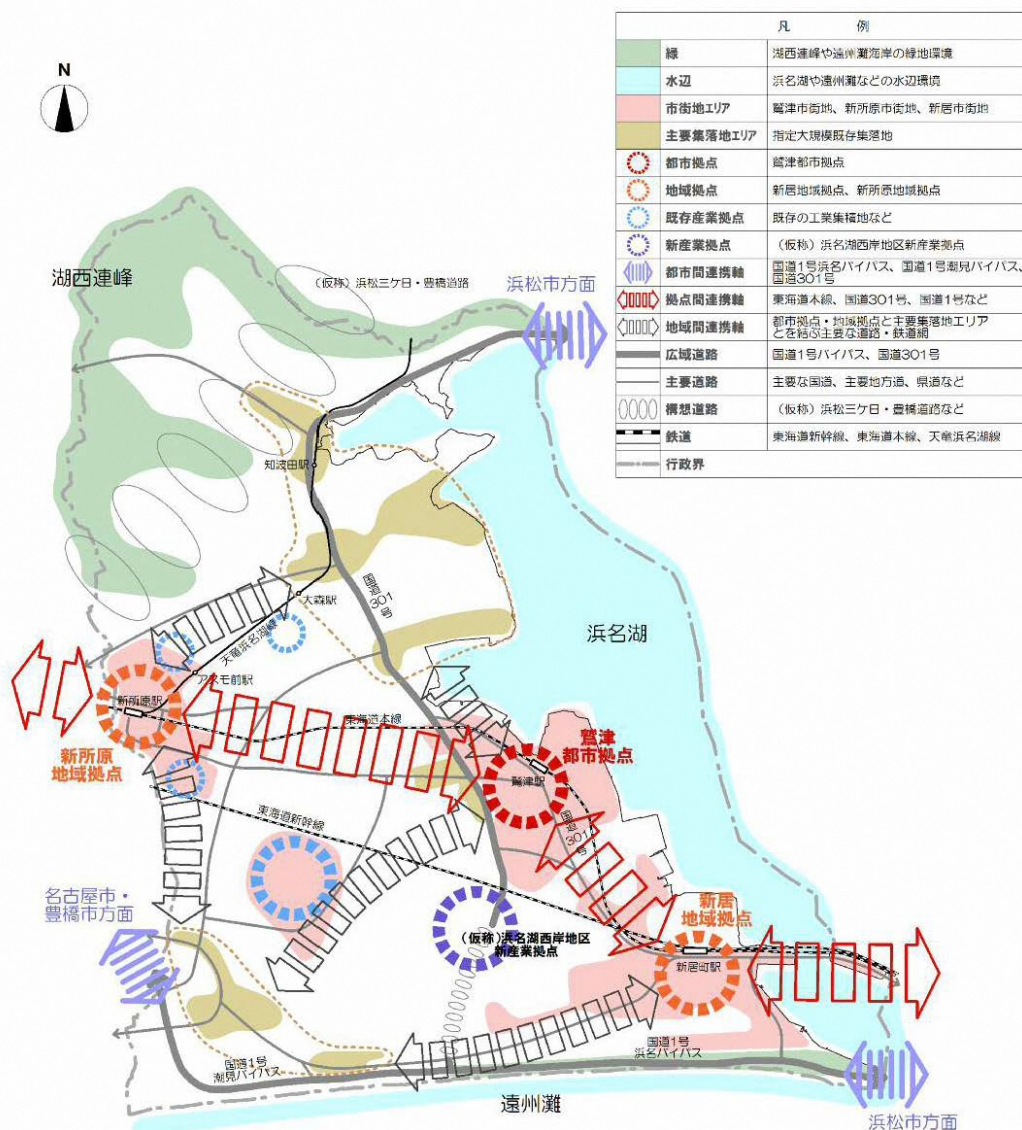 凡 例
緑 湖西連峰や遠州灘海岸の緑地環境
水辺 浜名湖や遠州灘などの水辺環境
市街地エリア 鷲津市街地、新所原市街地、新居市街地
主要集落地エリア 指定大規模既存集落地
都市拠点 鷲津都市拠点
地域拠点 新居地域拠点、新所原地域拠点
既存産業拠点 既存の工業集積地など
新産業拠点 (仮称)浜名湖西岸地区新産業拠点
都市間連携軸 国道1号浜名バイパス、国道1号潮見バイパス、
国道301号
拠点間連携軸 東海道本線、国道301号、国道1号など
地域間連携軸 都市拠点・地域拠点と主要集落地エリア
とを結ぶ主要な道路・鉄道網
広域道路 国道1号バイパス、国道301号
主要道路 主要な国道、主要地方道、県道など
構想道路 (仮称)浜松三ケ日・豊橋道路など
鉄道 東海道新幹線、東海道本線、天竜浜名湖線
行政界
N
湖西連峰
(仮称)浜松三ケ日・豊橋道路
浜松市方面
知波田駅
国道301号
大森駅
天竜浜名湖線
浜名湖
アスモ前駅
新所原駅
新所原
地域拠点
東海道本線
鷲津
都市拠点
鷲津駅
国道301号
東海道新幹線
名古屋市・
豊橋市方面
(仮称)浜名湖西岸地区
新産業拠点
新居
地域拠点
新居町駅
国道1号
潮見バイパス
国道1号
浜名バイパス
遠州灘
浜松市方面